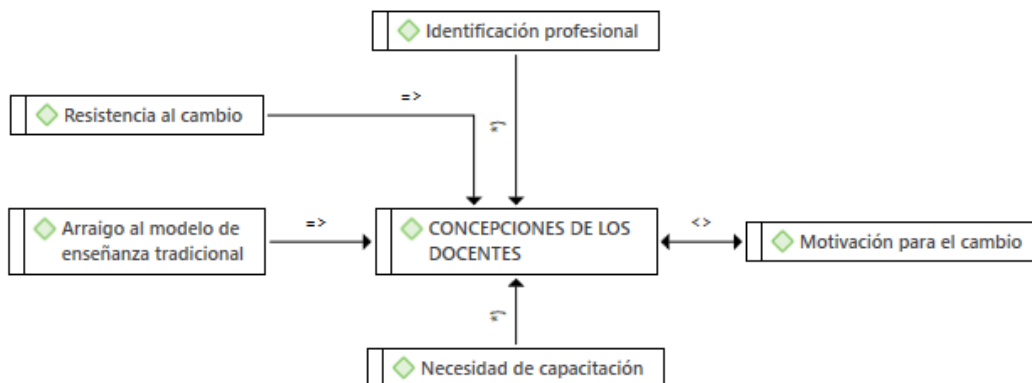 Identificación profesional
=>
Resistencia al cambio
*}
Arraigo al modelo de
enseñanza tradicional
=>
CONCEPCIONES DE LOS
DOCENTES
<>
Motivación para el cambio
*}
Necesidad de capacitación